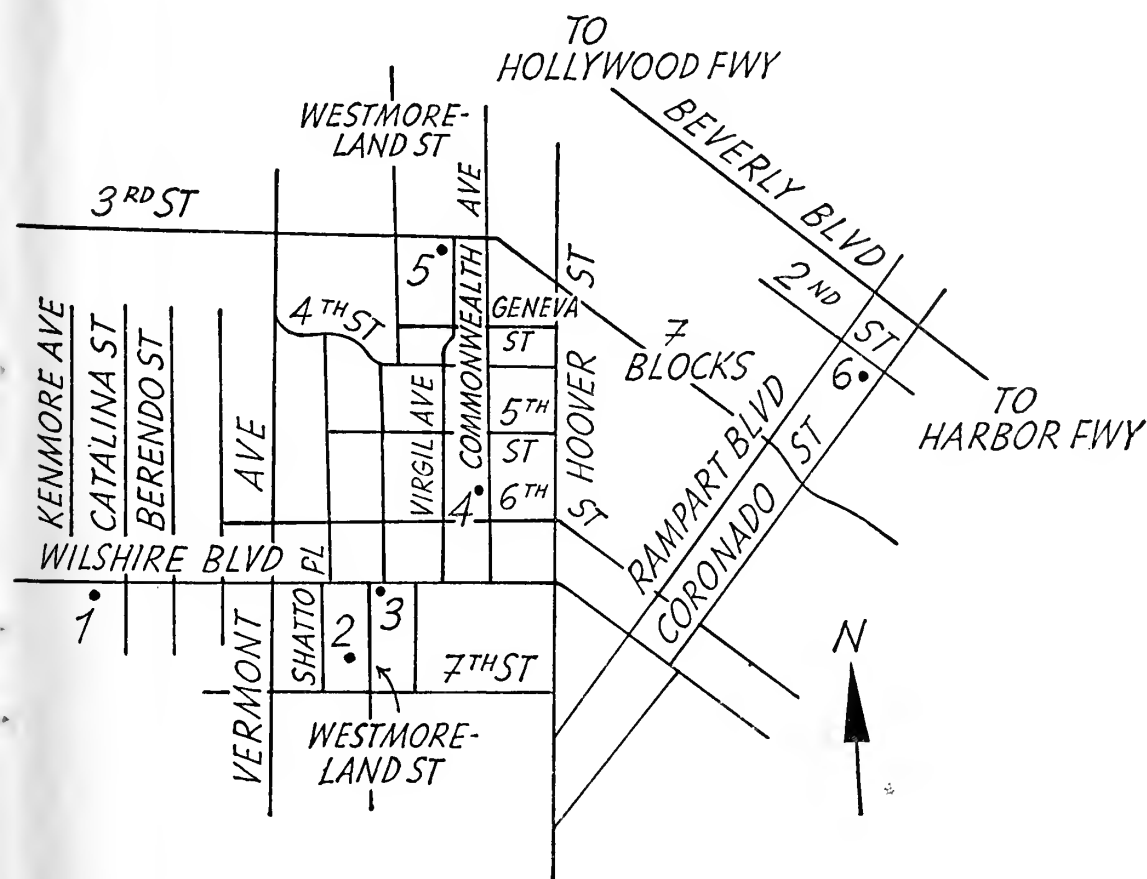 TO
HOLLYWOOD FWY
BEVERLY BLVD
WESTMORE-
LAND ST
AVE
3RD ST
ST
2ND
ST
5
COMMONWEALTH
GENEVA
ST
4TH ST
7
BLOCKS
6
TO
HARBOR FWY
KENMORE AVE
CATALINA ST
BERENDO ST
AVE
VIRGIL AVE
5TH
ST
HOOVER
RAMPART BLVD
ST
CORONADO
4
6TH
ST
WILSHIRE BLVD
PL
1
VERMONT
SHATTO
2
3
7TH ST
WESTMORE-
LAND ST
N